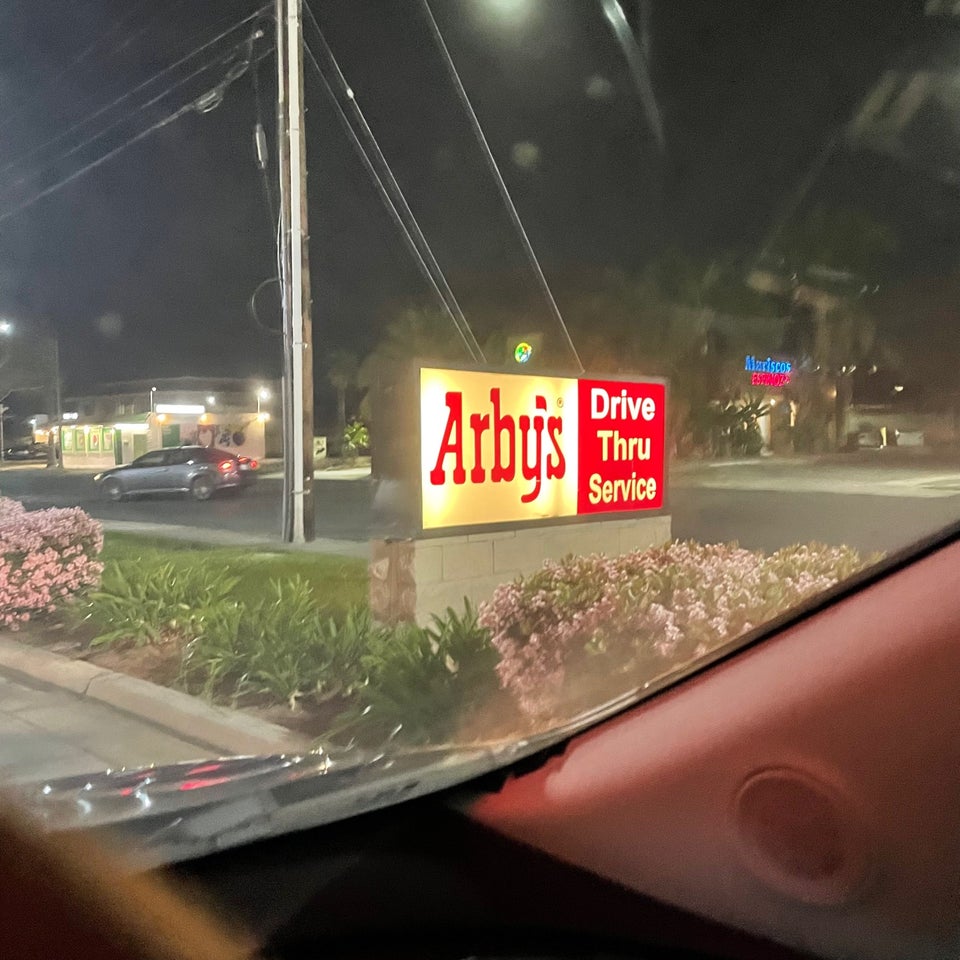 Arby's®
Drive
Thru
Service
Mariscos